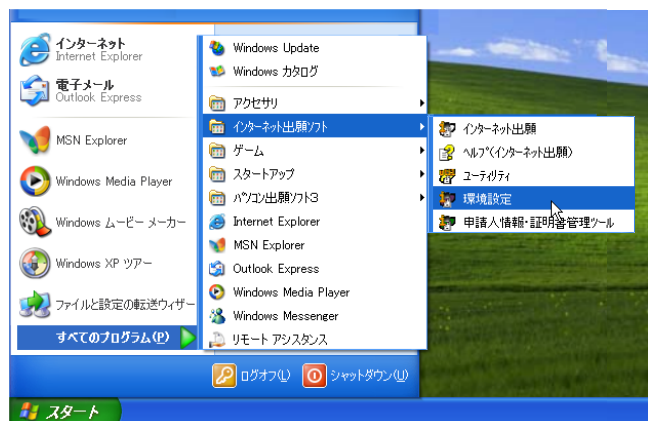 インターネット
Internet Explorer
電子メール
Outlook Express
MSN Explorer
Windows Media Player
Windows ムービー メーカー
Windows XP ツアー
ファイルと設定の転送ウィザー
すべてのプログラム(P)
Windows Update
Windows カタログ
アクセサリ
インターネット出願ソフト
ゲーム
スタートアップ
パソコン出願ソフト3
Internet Explorer
MSN Explorer
Outlook Express
Windows Media Player
Windows Messenger
リモート アシスタンス
インターネット出願
ヘルプ(インターネット出願)
ユーティリティ
環境設定
申請人情報・証明書管理ツール
ログオフ(L)
シャットダウン(U)
スタート